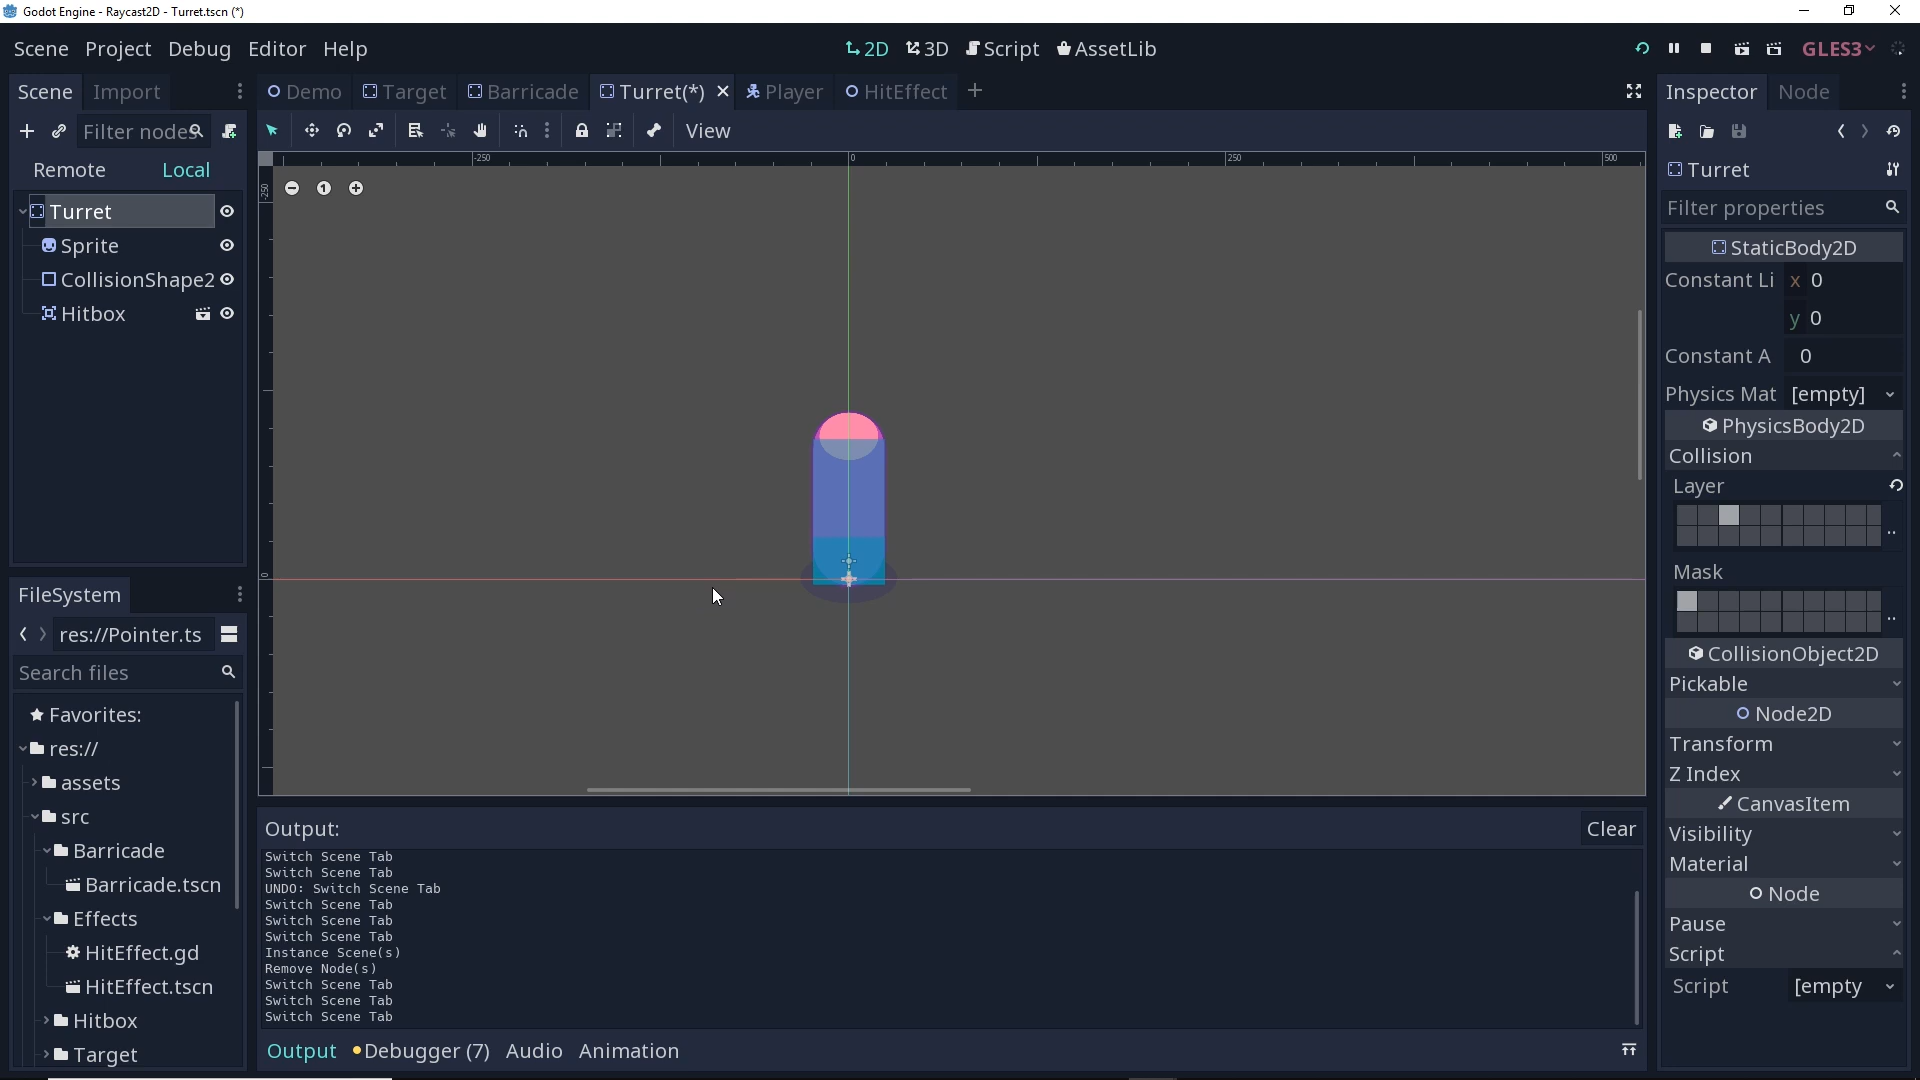 Godot Engine - Raycast2D - Turret.tscn (*)
Scene Project Debug Editor Help
2D 3D Script AssetLib
GLES3
Scene Import
Demo Target Barricade Turret(*) Player HitEffect
Inspector Node
Filter nodes
View
Remote Local
Turret
Sprite
CollisionShape2
Hitbox
-250 0 250 500
-250
0
1
FileSystem
res://Pointer.ts
Search files
Favorites:
res://
assets
src
Barricade
Barricade.tscn
Effects
HitEffect.gd
HitEffect.tscn
Hitbox
Target
Output:
Clear
Switch Scene Tab
Switch Scene Tab
UNDO: Switch Scene Tab
Switch Scene Tab
Switch Scene Tab
Switch Scene Tab
Instance Scene(s)
Remove Node(s)
Switch Scene Tab
Switch Scene Tab
Switch Scene Tab
Output Debugger (7) Audio Animation
Turret
Filter properties
StaticBody2D
Constant Li x 0
y 0
Constant A 0
Physics Mat [empty]
PhysicsBody2D
Collision
Layer
..
Mask
..
CollisionObject2D
Pickable
Node2D
Transform
Z Index
CanvasItem
Visibility
Material
Node
Pause
Script
Script [empty